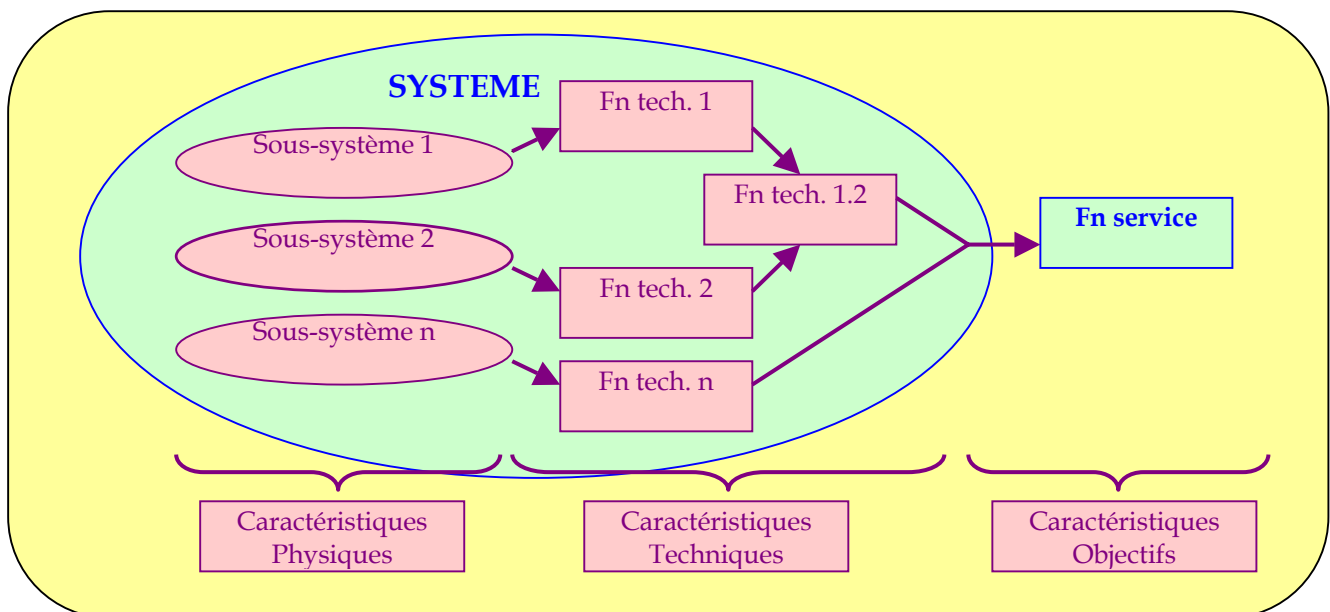 SYSTEME
Fn tech. 1
Sous-système 1
Fn tech. 1.2
Fn service
Sous-système 2
Fn tech. 2
Sous-système n
Fn tech. n
Caractéristiques
Physiques
Caractéristiques
Techniques
Caractéristiques
Objectifs